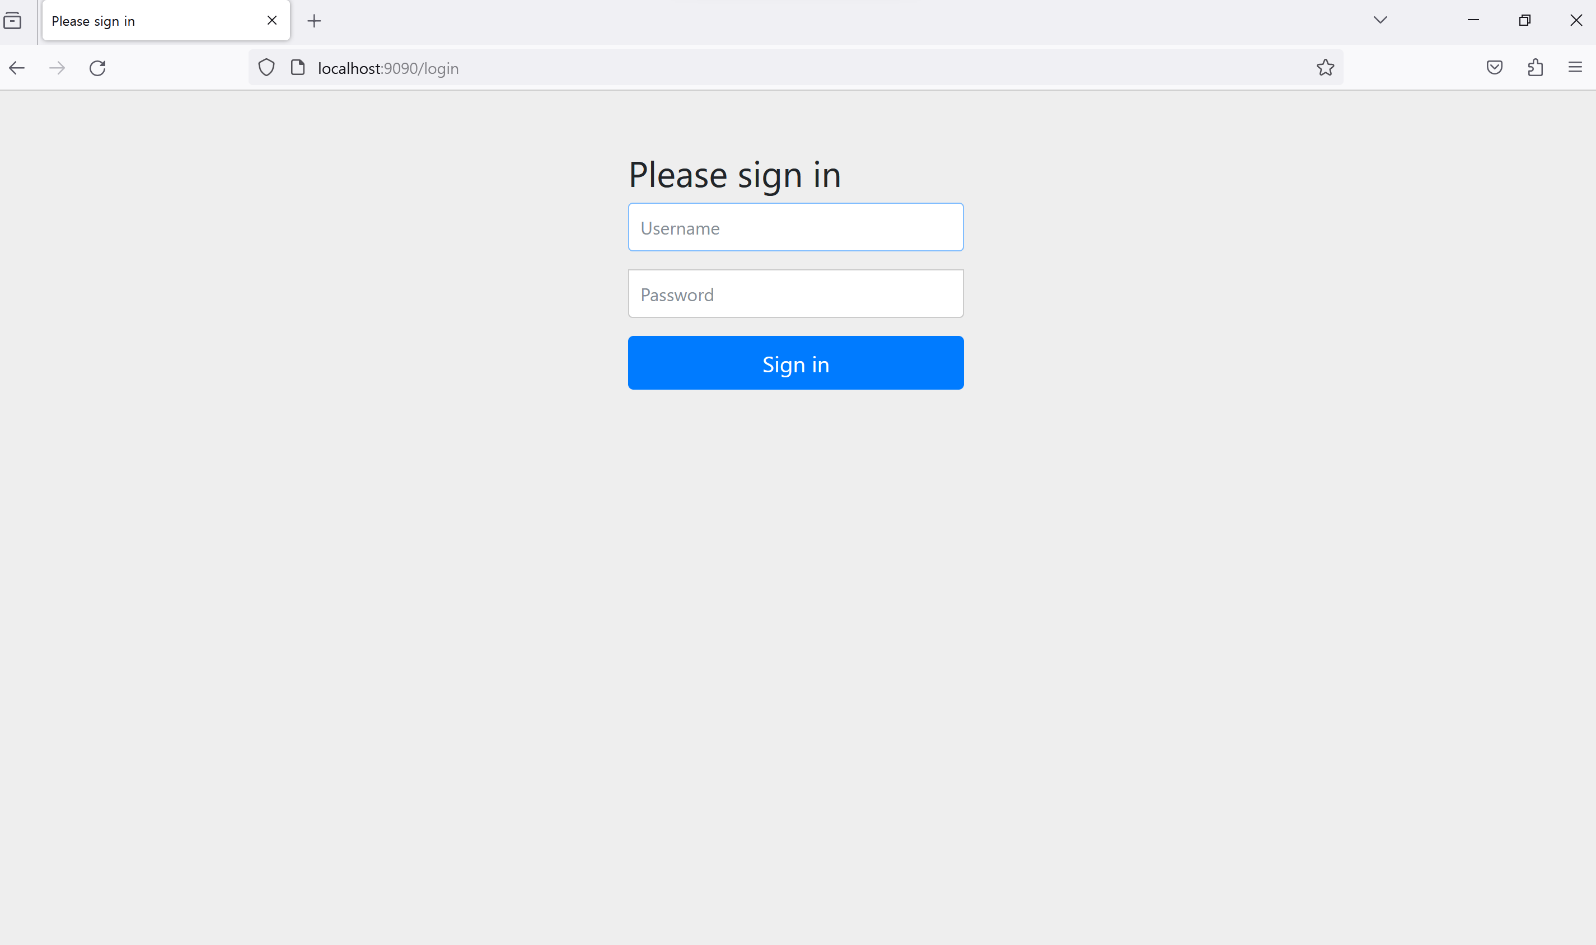 Please sign in
localhost:9090/login
Please sign in
Username
Password
Sign in